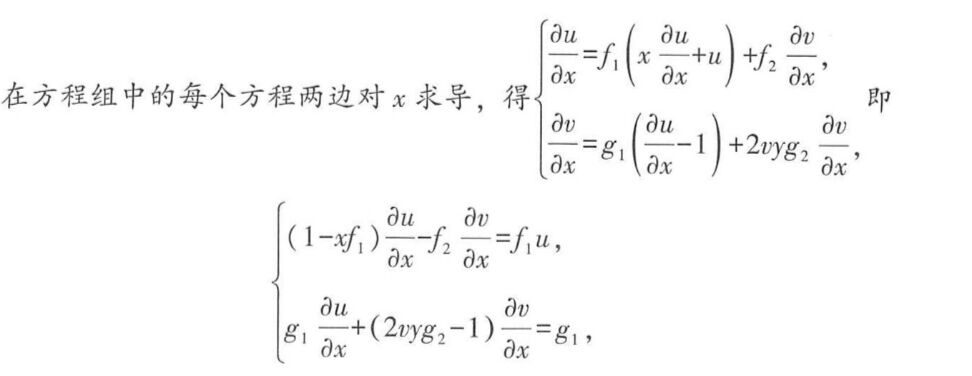 在方程组中的每个方程两边对 x 求导，得 { ∂u/∂x = f₁(x ∂u/∂x + u) + f₂ ∂v/∂x, 
∂v/∂x = g₁(∂u/∂x − 1) + 2vyg₂ ∂v/∂x, 即
{ (1−xf₁) ∂u/∂x − f₂ ∂v/∂x = f₁u,
g₁ ∂u/∂x + (2vyg₂−1) ∂v/∂x = g₁,